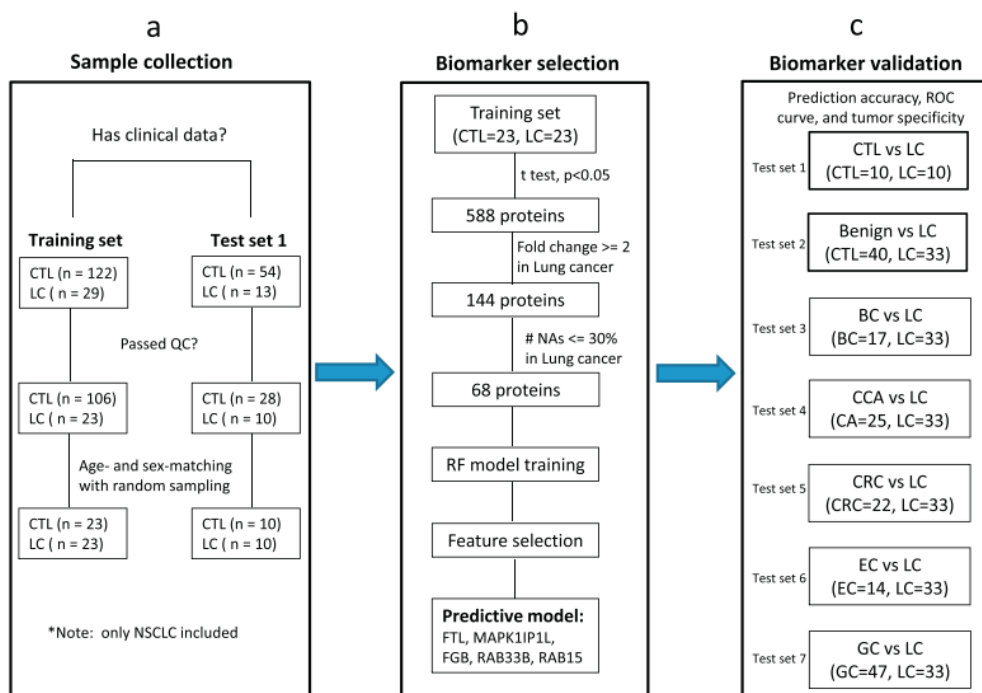 a
Sample collection
Has clinical data?
Training set
CTL (n = 122)
LC ( n = 29)
Test set 1
CTL (n = 54)
LC ( n = 13)
Passed QC?
CTL (n = 106)
LC ( n = 23)
CTL (n = 28)
LC ( n = 10)
Age- and sex-matching
with random sampling
CTL (n = 23)
LC ( n = 23)
CTL (n = 10)
LC ( n = 10)
*Note: only NSCLC included
b
Biomarker selection
Training set
(CTL=23, LC=23)
t test, p<0.05
588 proteins
Fold change >= 2
in Lung cancer
144 proteins
# NAs <= 30%
in Lung cancer
68 proteins
RF model training
Feature selection
Predictive model:
FTL, MAPK1IP1L,
FGB, RAB33B, RAB15
c
Biomarker validation
Prediction accuracy, ROC
curve, and tumor specificity
Test set 1
CTL vs LC
(CTL=10, LC=10)
Test set 2
Benign vs LC
(CTL=40, LC=33)
Test set 3
BC vs LC
(BC=17, LC=33)
Test set 4
CCA vs LC
(CA=25, LC=33)
Test set 5
CRC vs LC
(CRC=22, LC=33)
Test set 6
EC vs LC
(EC=14, LC=33)
Test set 7
GC vs LC
(GC=47, LC=33)